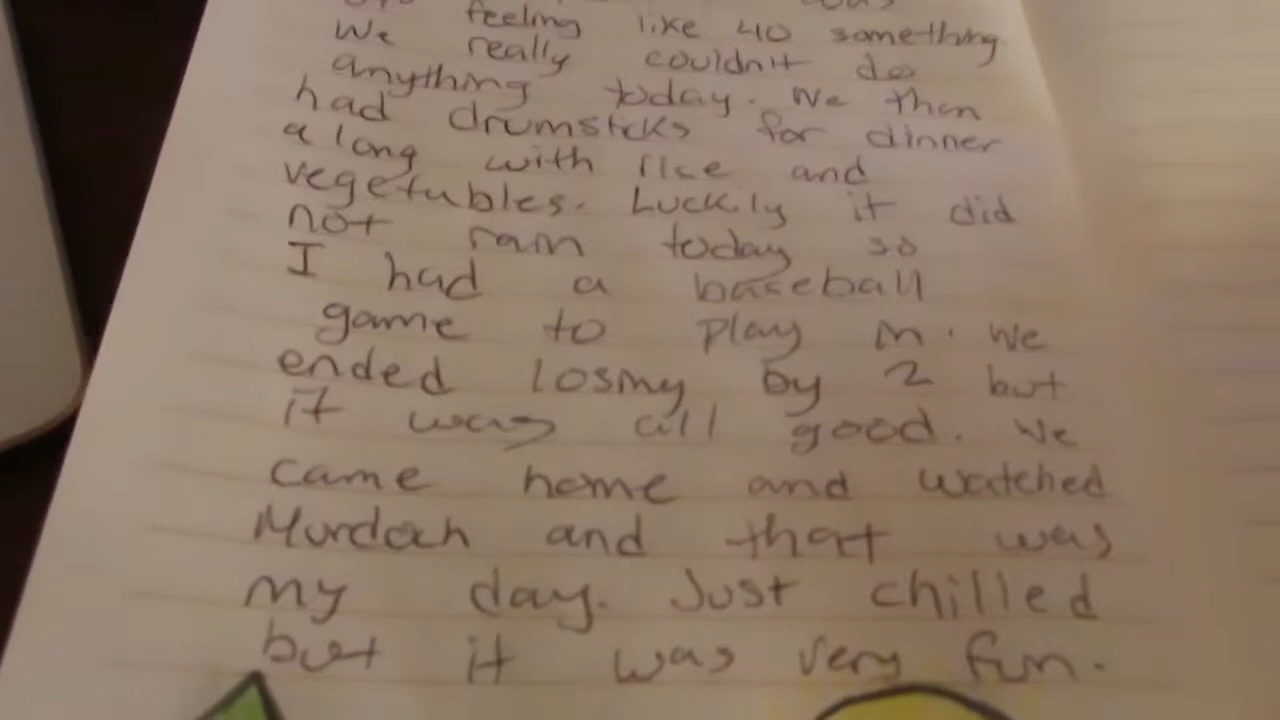 feeling like 40 something
We really couldn't do
anything today. We then
had drumsticks for dinner
a long with rice and
vegetables. Luckily it did
not rain today so
I had a baseball
game to play in. We
ended losing by 2 but
it was all good. We
came home and watched
Murdoch and that was
my day. Just chilled
but it was very fun.